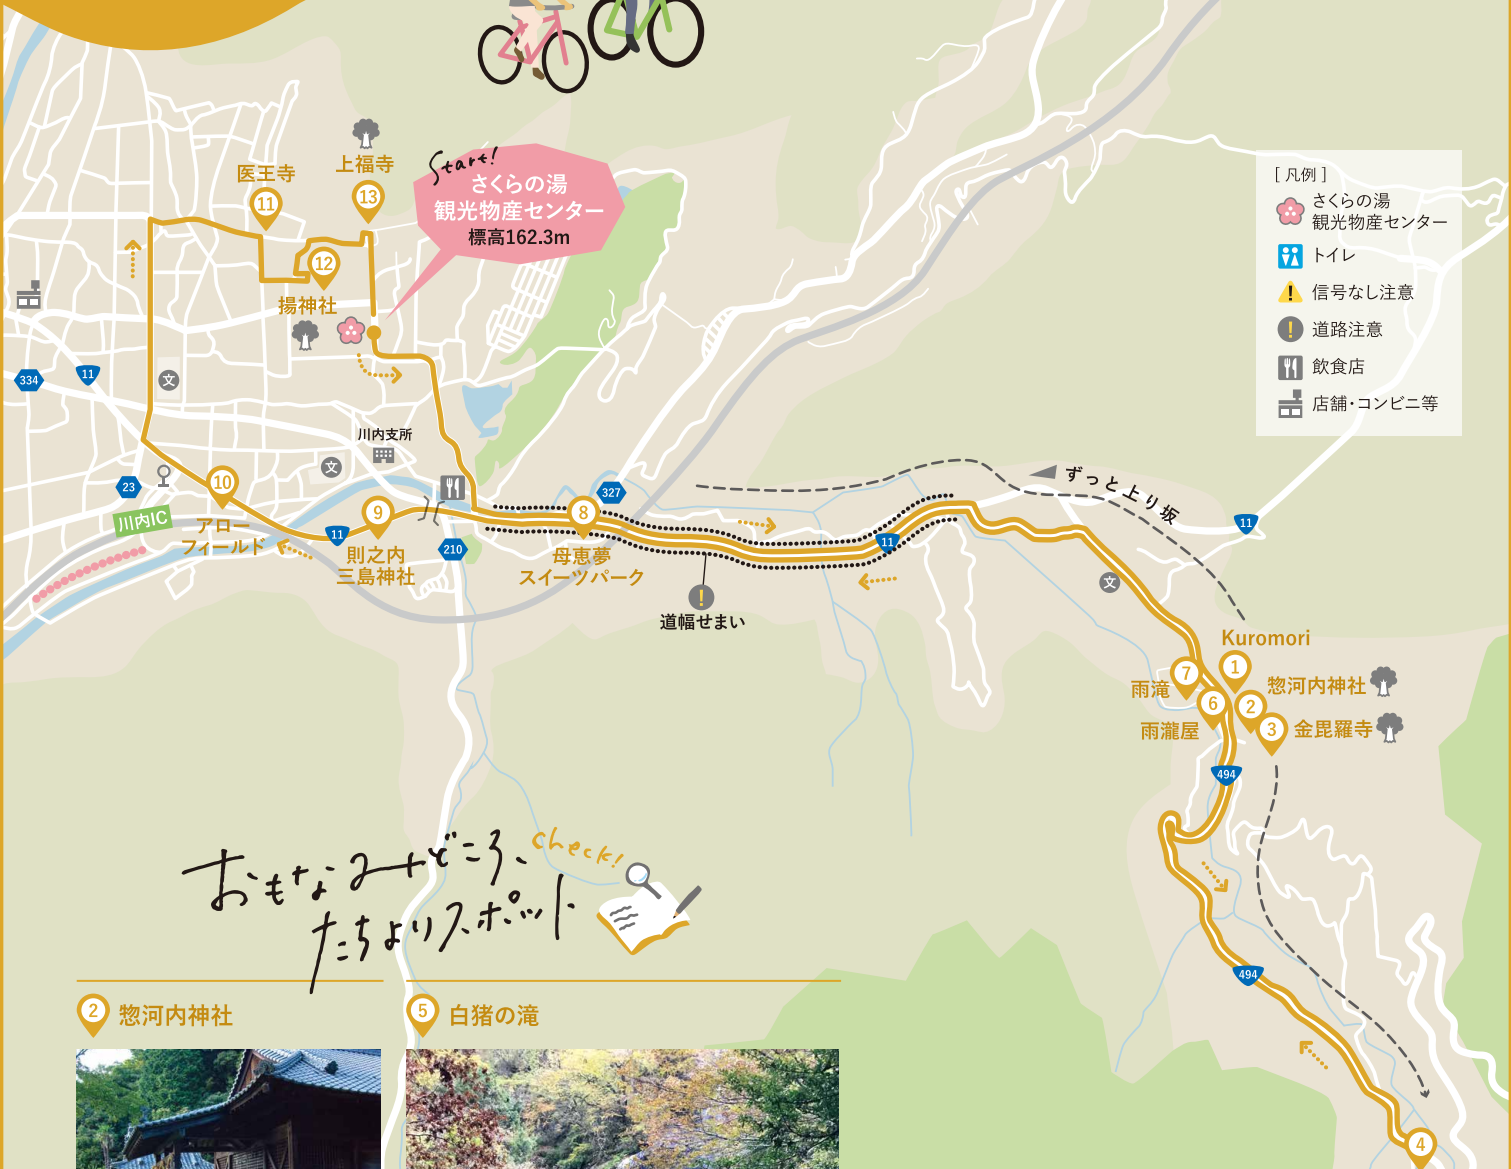 Start!
さくらの湯
観光物産センター
標高162.3m
医王寺
11
上福寺
13
12
揚神社
[ 凡例 ]
さくらの湯
観光物産センター
トイレ
! 信号なし注意
! 道路注意
飲食店
店舗・コンビニ等
334
11
文
川内支所
文
23
10
川内IC
アロー
フィールド
11
9
則之内
三島神社
210
327
8
母恵夢
スイーツパーク
!
道幅せまい
11
ずっと上り坂
11
文
Kuromori
1
7
雨滝
6
雨瀧屋
2
惣河内神社
3
金毘羅寺
494
494
4
おもなみどころ、
たちよりスポット
check!
2 惣河内神社
5 白猪の滝